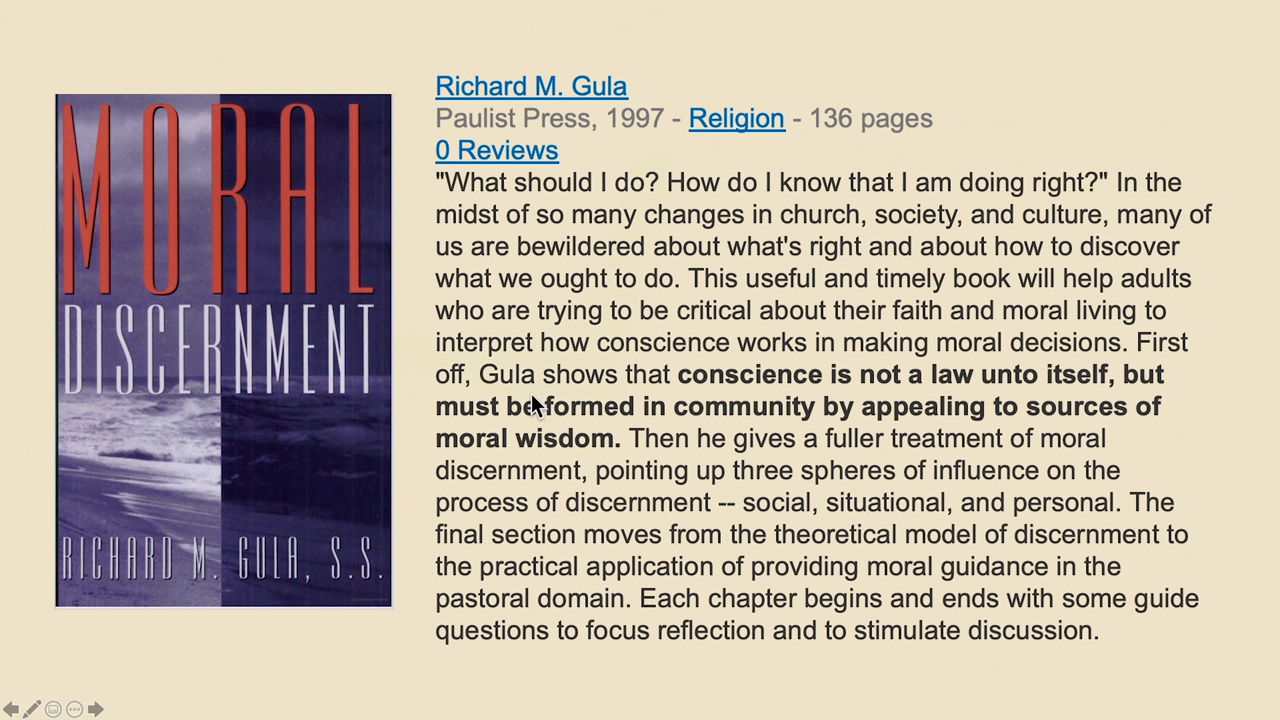 MORAL
DISCERNMENT
RICHARD M. GULA, S.S.
Richard M. Gula
Paulist Press, 1997 - Religion - 136 pages
0 Reviews
"What should I do? How do I know that I am doing right?" In the
midst of so many changes in church, society, and culture, many of
us are bewildered about what's right and about how to discover
what we ought to do. This useful and timely book will help adults
who are trying to be critical about their faith and moral living to
interpret how conscience works in making moral decisions. First
off, Gula shows that conscience is not a law unto itself, but
must be formed in community by appealing to sources of
moral wisdom. Then he gives a fuller treatment of moral
discernment, pointing up three spheres of influence on the
process of discernment -- social, situational, and personal. The
final section moves from the theoretical model of discernment to
the practical application of providing moral guidance in the
pastoral domain. Each chapter begins and ends with some guide
questions to focus reflection and to stimulate discussion.